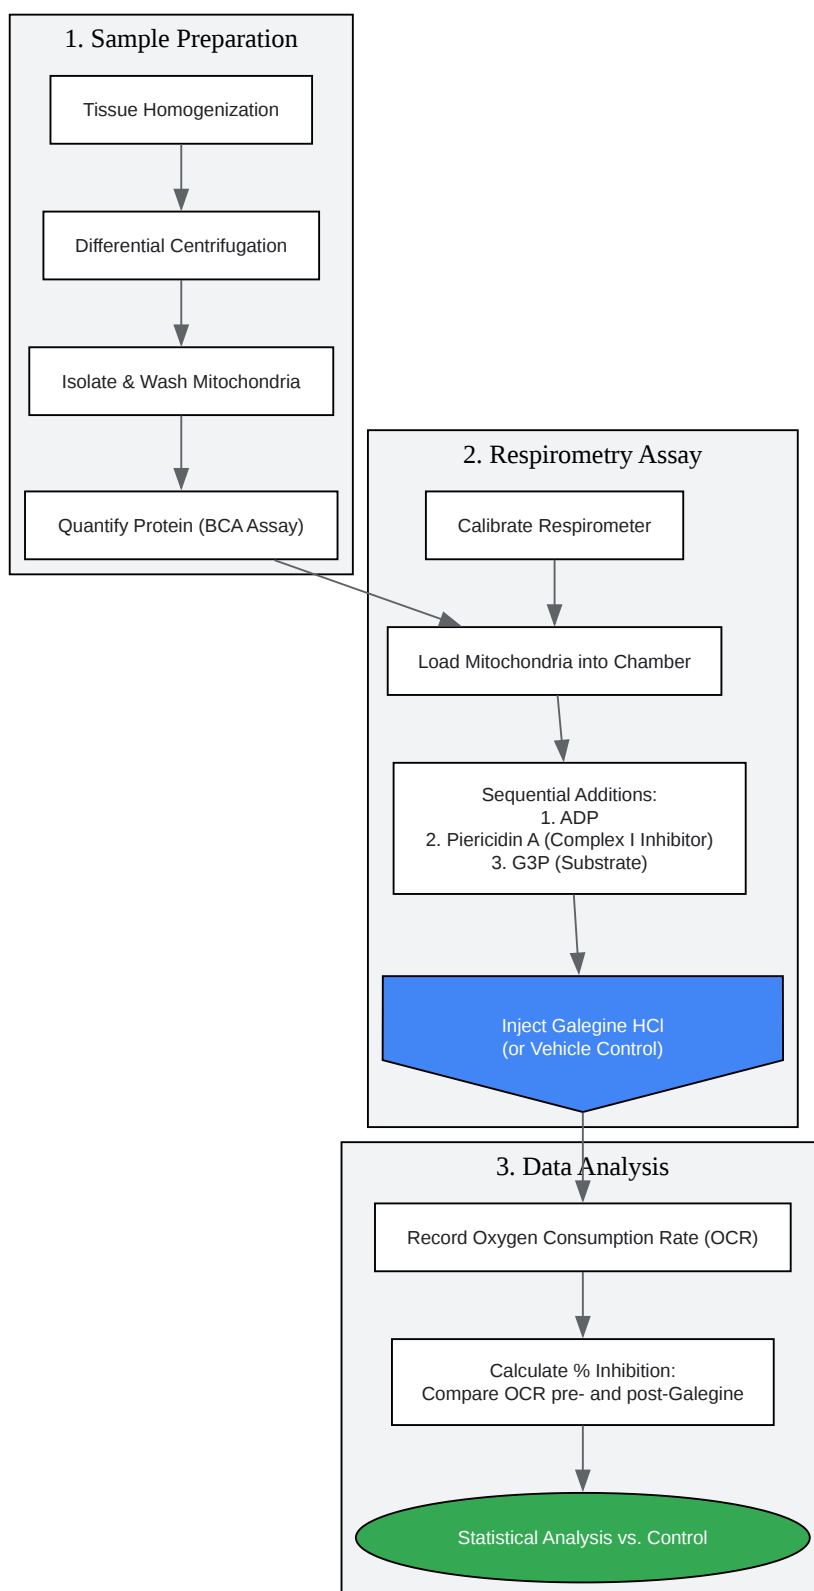 1. Sample Preparation
Tissue Homogenization
Differential Centrifugation
Isolate & Wash Mitochondria
Quantify Protein (BCA Assay)
2. Respirometry Assay
Calibrate Respirometer
Load Mitochondria into Chamber
Sequential Additions:
1. ADP
2. Piericidin A (Complex I Inhibitor)
3. G3P (Substrate)
Inject Galegine HCl
(or Vehicle Control)
3. Data Analysis
Record Oxygen Consumption Rate (OCR)
Calculate % Inhibition:
Compare OCR pre- and post-Galegine
Statistical Analysis vs. Control